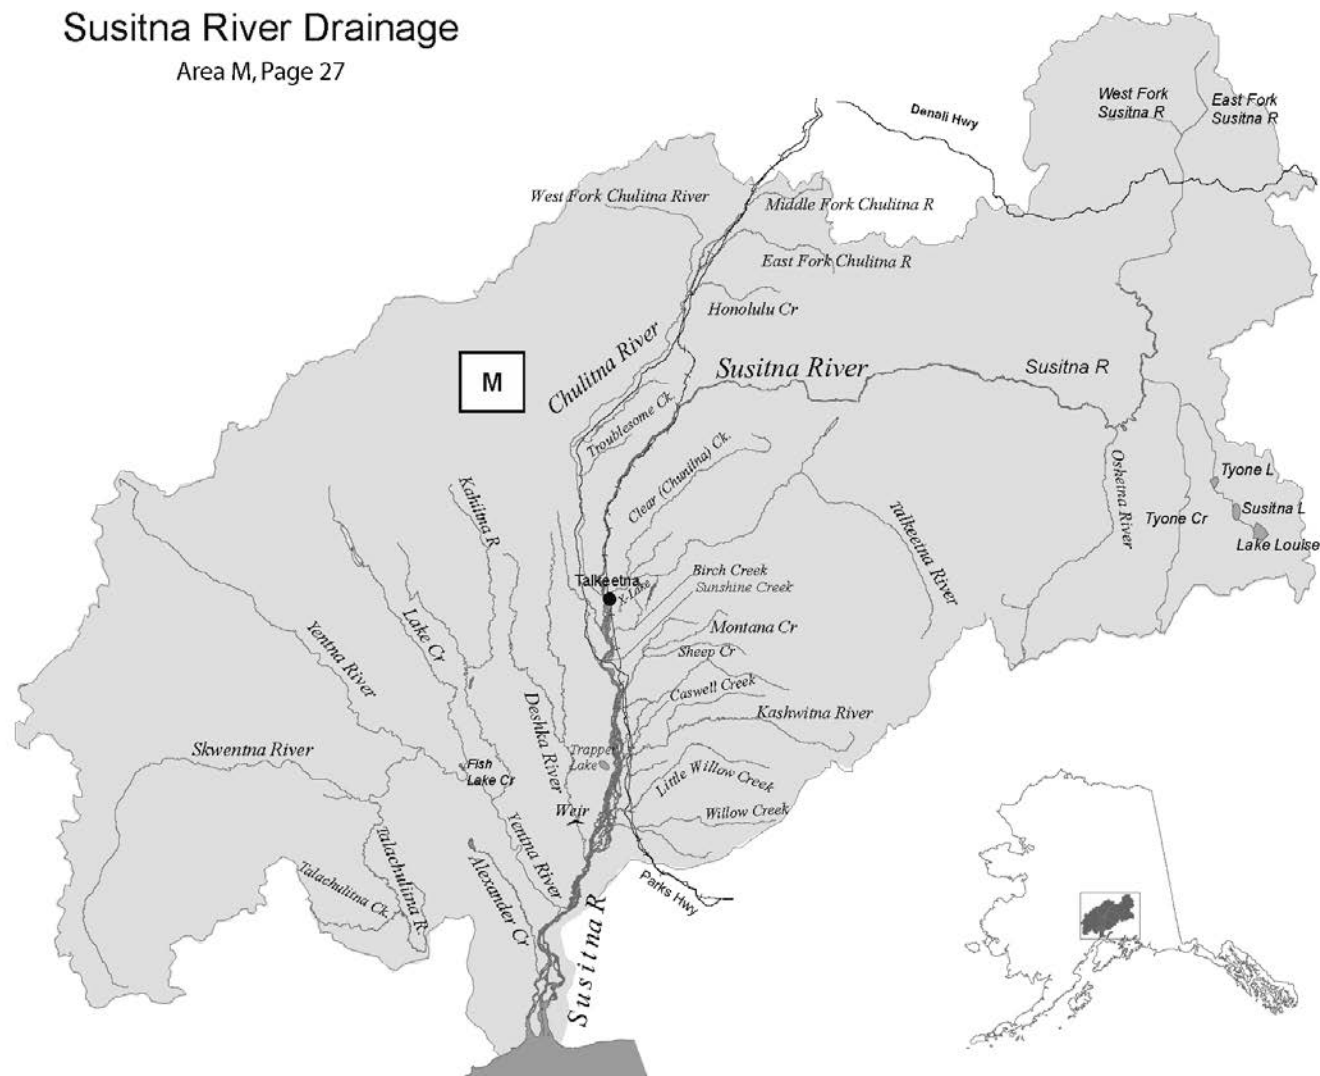 Susitna River Drainage
Area M, Page 27
Denali Hwy
West Fork
Susitna R
East Fork
Susitna R
West Fork Chulitna River
Middle Fork Chulitna R
East Fork Chulitna R
Honolulu Cr
Chulitna River
M
Susitna River
Susitna R
Troublesome Ck.
Clear (Chunilna) Ck.
Kahiitna R
Talkeetna River
Oshetna River
Tyone Cr
Tyone L
Susitna L
Lake Louise
Talkeetna
X-Lake
Birch Creek
Sunshine Creek
Montana Cr
Sheep Cr
Caswell Creek
Kashwitna River
Lake Cr
Yentna River
Deshka River
Skwentna River
Fish
Lake Cr
Trapper
Lake
Little Willow Creek
Weir
Willow Creek
Yentna River
Talachulitna R.
Talachulitna Ck.
Alexander Cr
Parks Hwy
Susitna R